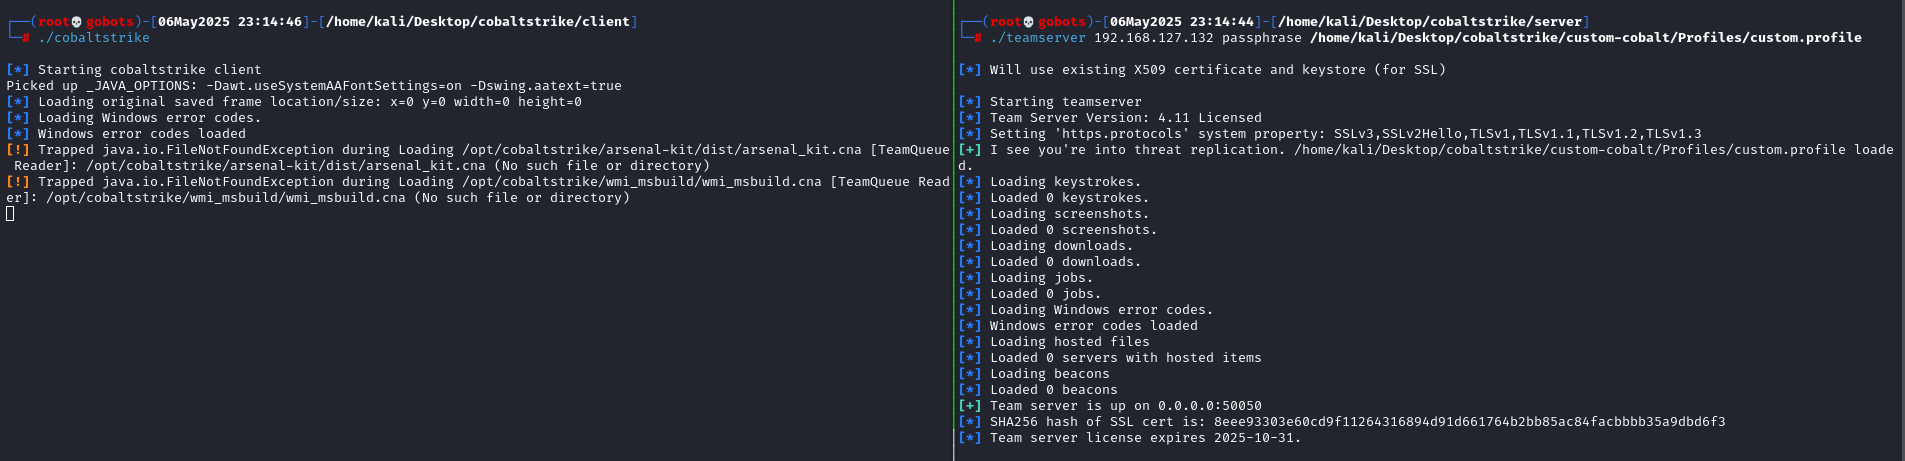 ┌──(root💀gobots)-[06May2025 23:14:46]-[/home/kali/Desktop/cobaltstrike/client]
└─# ./cobaltstrike
[*] Starting cobaltstrike client
Picked up _JAVA_OPTIONS: -Dawt.useSystemAAFontSettings=on -Dswing.aatext=true
[*] Loading original saved frame location/size: x=0 y=0 width=0 height=0
[*] Loading Windows error codes.
[*] Windows error codes loaded
[!] Trapped java.io.FileNotFoundException during Loading /opt/cobaltstrike/arsenal-kit/dist/arsenal_kit.cna [TeamQueue
 Reader]: /opt/cobaltstrike/arsenal-kit/dist/arsenal_kit.cna (No such file or directory)
[!] Trapped java.io.FileNotFoundException during Loading /opt/cobaltstrike/wmi_msbuild/wmi_msbuild.cna [TeamQueue Read
er]: /opt/cobaltstrike/wmi_msbuild/wmi_msbuild.cna (No such file or directory)
┌──(root💀gobots)-[06May2025 23:14:44]-[/home/kali/Desktop/cobaltstrike/server]
└─# ./teamserver 192.168.127.132 passphrase /home/kali/Desktop/cobaltstrike/custom-cobalt/Profiles/custom.profile
[*] Will use existing X509 certificate and keystore (for SSL)
[*] Starting teamserver
[*] Team Server Version: 4.11 Licensed
[*] Setting 'https.protocols' system property: SSLv3,SSLv2Hello,TLSv1,TLSv1.1,TLSv1.2,TLSv1.3
[+] I see you're into threat replication. /home/kali/Desktop/cobaltstrike/custom-cobalt/Profiles/custom.profile loade
d.
[*] Loading keystrokes.
[*] Loaded 0 keystrokes.
[*] Loading screenshots.
[*] Loaded 0 screenshots.
[*] Loading downloads.
[*] Loaded 0 downloads.
[*] Loading jobs.
[*] Loaded 0 jobs.
[*] Loading Windows error codes.
[*] Windows error codes loaded
[*] Loading hosted files
[*] Loaded 0 servers with hosted items
[*] Loading beacons
[*] Loaded 0 beacons
[+] Team server is up on 0.0.0.0:50050
[*] SHA256 hash of SSL cert is: 8eee93303e60cd9f11264316894d91d661764b2bb85ac84facbbbb35a9dbd6f3
[*] Team server license expires 2025-10-31.